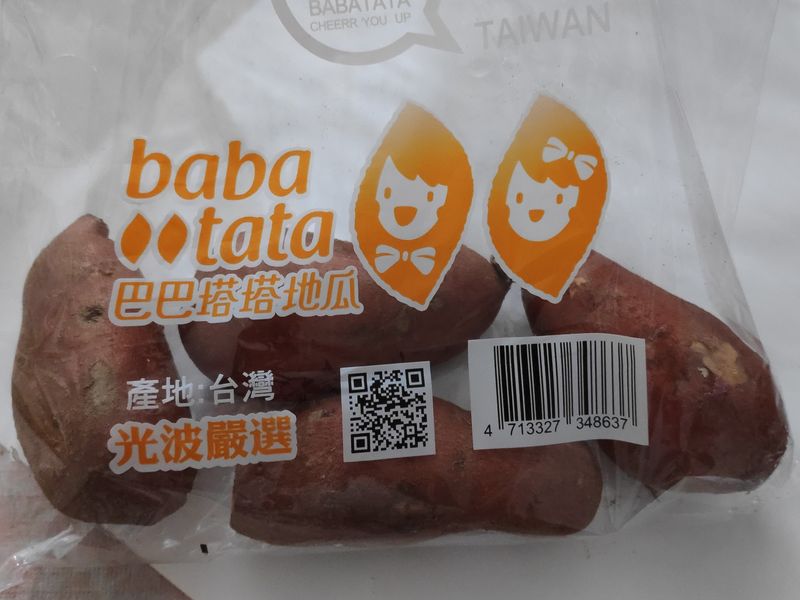 BABATATA
CHEERR YOU UP
TAIWAN
baba
tata
巴巴塔塔地瓜
產地:台灣
光波嚴選
4 713327 348637